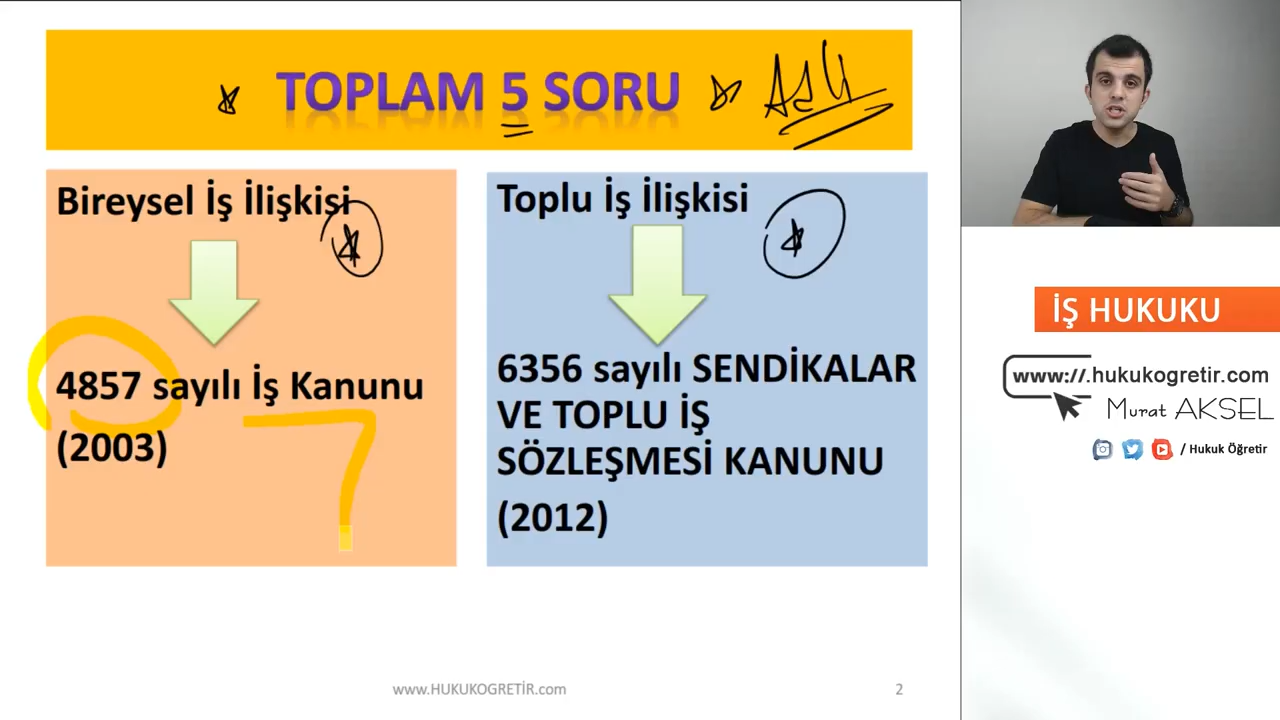 TOPLAM 5 SORU
Bireysel İş İlişkisi
4857 sayılı İş Kanunu
(2003)
7
Toplu İş İlişkisi
6356 sayılı SENDİKALAR
VE TOPLU İŞ
SÖZLEŞMESİ KANUNU
(2012)
www.HUKUKOGRETİR.com
2
İŞ HUKUKU
www://.hukukogretir.com
Murat AKSEL
/ Hukuk Öğretir